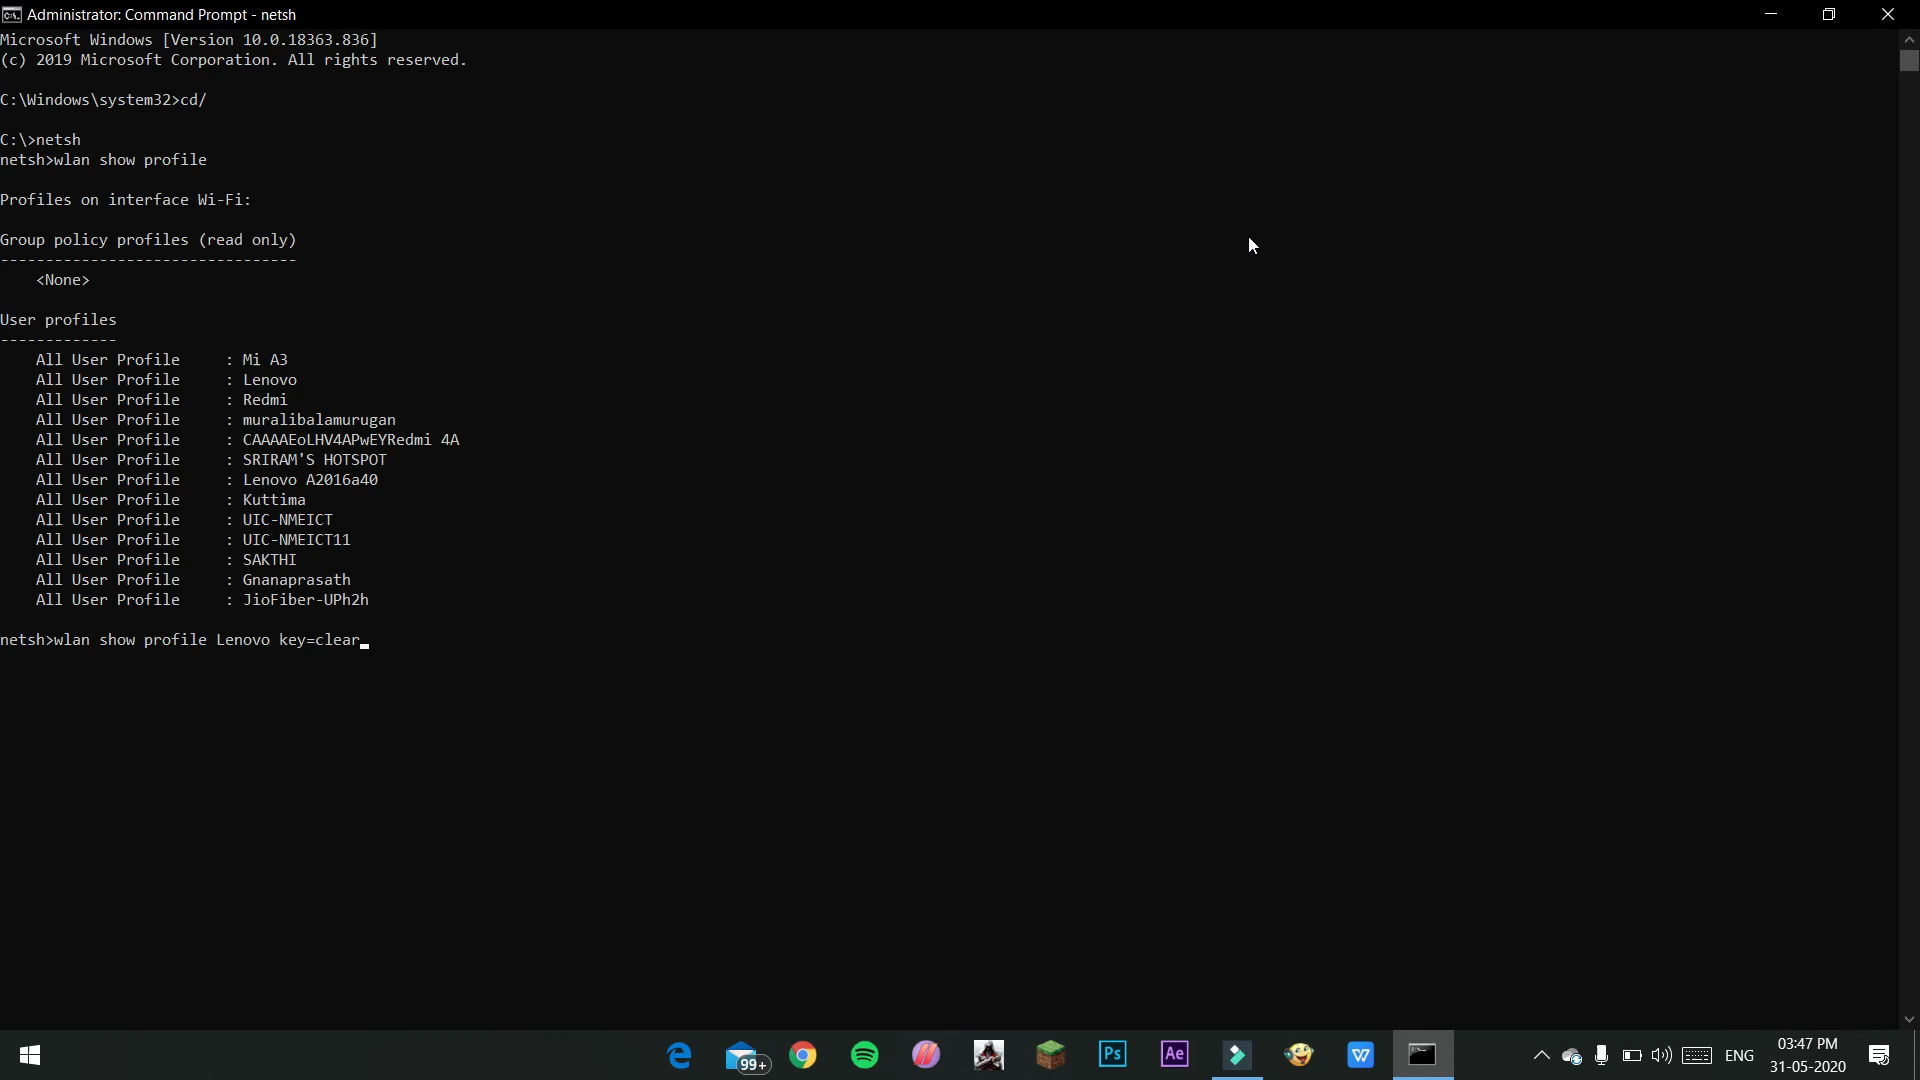 Administrator: Command Prompt - netsh
Microsoft Windows [Version 10.0.18363.836]
(c) 2019 Microsoft Corporation. All rights reserved.
C:\Windows\system32>cd/
C:\>netsh
netsh>wlan show profile
Profiles on interface Wi-Fi:
Group policy profiles (read only)
---------------------------------
<None>
User profiles
-------------
All User Profile     : Mi A3
All User Profile     : Lenovo
All User Profile     : Redmi
All User Profile     : muralibalamurugan
All User Profile     : CAAAAEoLHV4APwEYRedmi 4A
All User Profile     : SRIRAM'S HOTSPOT
All User Profile     : Lenovo A2016a40
All User Profile     : Kuttima
All User Profile     : UIC-NMEICT
All User Profile     : UIC-NMEICT11
All User Profile     : SAKTHI
All User Profile     : Gnanaprasath
All User Profile     : JioFiber-UPh2h
netsh>wlan show profile Lenovo key=clear_
99+
Ps
Ae
W
ENG
03:47 PM
31-05-2020